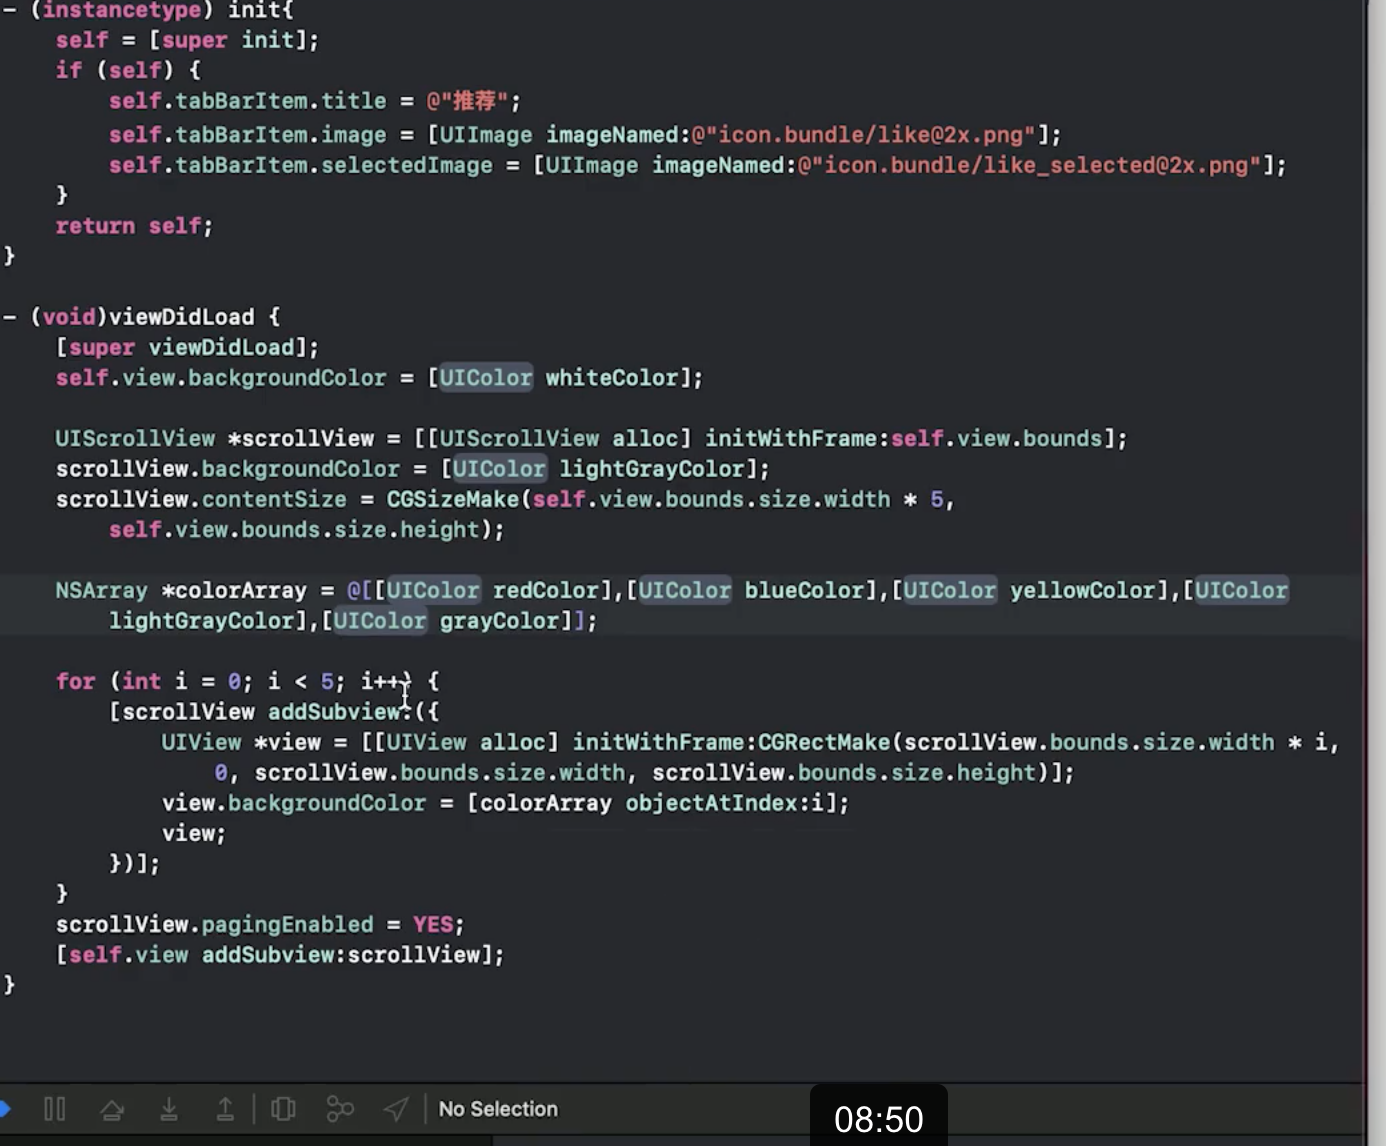 - (instancetype) init{
    self = [super init];
    if (self) {
        self.tabBarItem.title = @"推荐";
        self.tabBarItem.image = [UIImage imageNamed:@"icon.bundle/like@2x.png"];
        self.tabBarItem.selectedImage = [UIImage imageNamed:@"icon.bundle/like_selected@2x.png"];
    }
    return self;
}
- (void)viewDidLoad {
    [super viewDidLoad];
    self.view.backgroundColor = [UIColor whiteColor];
    UIScrollView *scrollView = [[UIScrollView alloc] initWithFrame:self.view.bounds];
    scrollView.backgroundColor = [UIColor lightGrayColor];
    scrollView.contentSize = CGSizeMake(self.view.bounds.size.width * 5,
        self.view.bounds.size.height);
    NSArray *colorArray = @[[UIColor redColor],[UIColor blueColor],[UIColor yellowColor],[UIColor
        lightGrayColor],[UIColor grayColor]];
    for (int i = 0; i < 5; i++) {
        [scrollView addSubview:({
            UIView *view = [[UIView alloc] initWithFrame:CGRectMake(scrollView.bounds.size.width * i,
                0, scrollView.bounds.size.width, scrollView.bounds.size.height)];
            view.backgroundColor = [colorArray objectAtIndex:i];
            view;
        })];
    }
    scrollView.pagingEnabled = YES;
    [self.view addSubview:scrollView];
}
No Selection
08:50